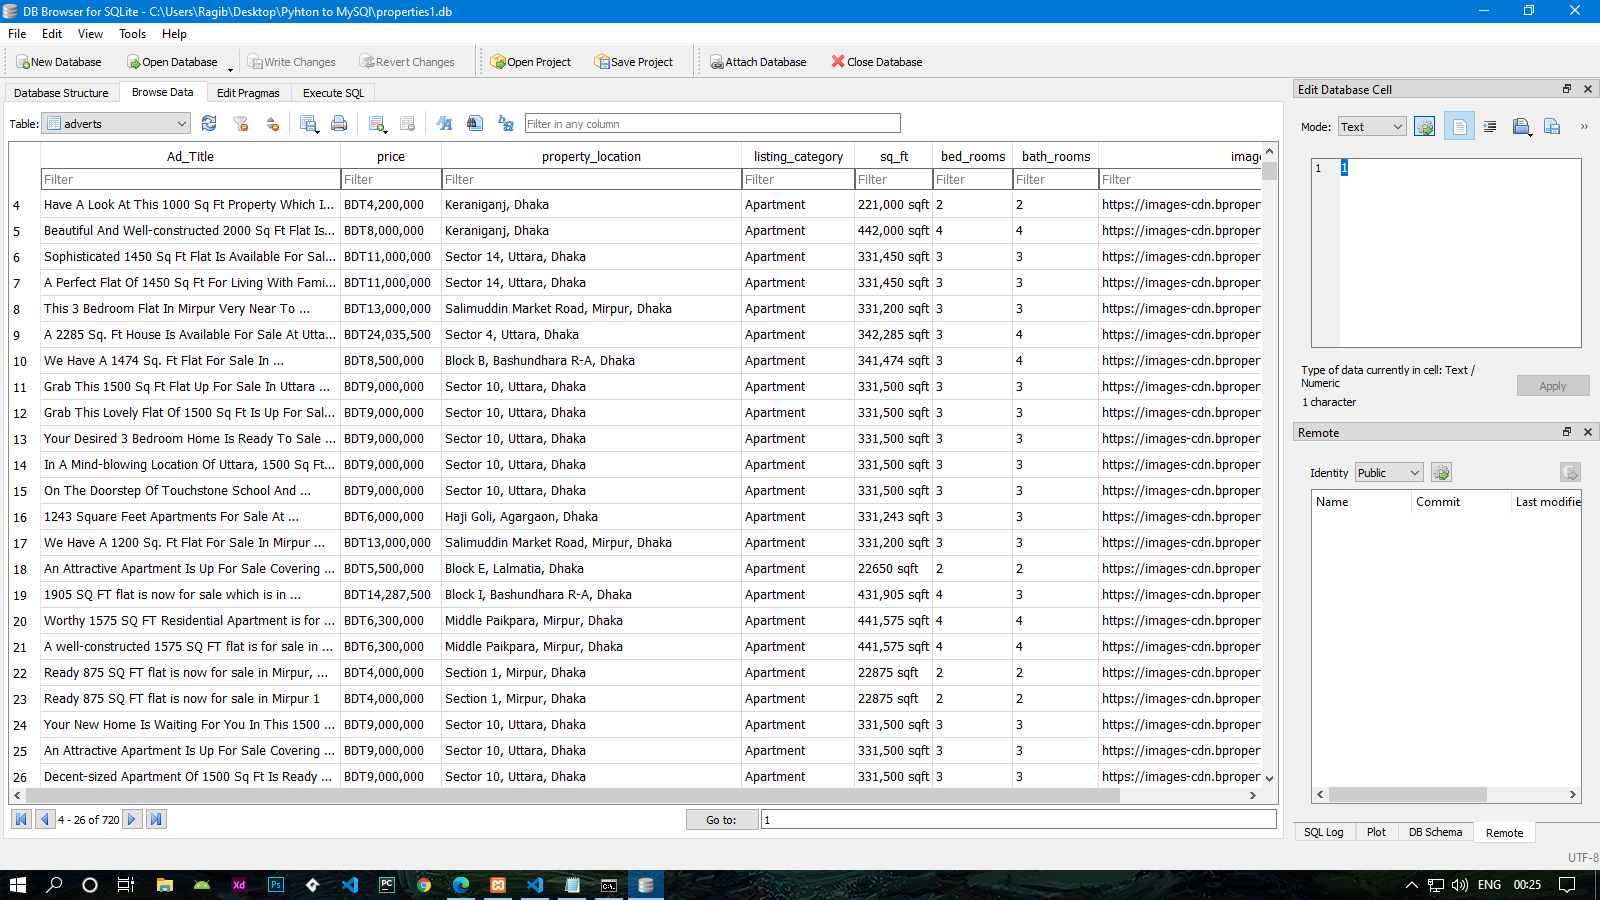 DB Browser for SQLite - C:\Users\Ragib\Desktop\Pyhton to MySQl\properties1.db
File Edit View Tools Help
New Database Open Database Write Changes Revert Changes Open Project Save Project Attach Database Close Database
Database Structure Browse Data Edit Pragmas Execute SQL
Table: adverts Filter in any column
Ad_Title price property_location listing_category sq_ft bed_rooms bath_rooms image
Filter Filter Filter Filter Filter Filter Filter Filter
4 Have A Look At This 1000 Sq Ft Property Which I... BDT4,200,000 Keraniganj, Dhaka Apartment 221,000 sqft 2 2 https://images-cdn.bproper
5 Beautiful And Well-constructed 2000 Sq Ft Flat Is... BDT8,000,000 Keraniganj, Dhaka Apartment 442,000 sqft 4 4 https://images-cdn.bproper
6 Sophisticated 1450 Sq Ft Flat Is Available For Sal... BDT11,000,000 Sector 14, Uttara, Dhaka Apartment 331,450 sqft 3 3 https://images-cdn.bproper
7 A Perfect Flat Of 1450 Sq Ft For Living With Fami... BDT11,000,000 Sector 14, Uttara, Dhaka Apartment 331,450 sqft 3 3 https://images-cdn.bproper
8 This 3 Bedroom Flat In Mirpur Very Near To ... BDT13,000,000 Salimuddin Market Road, Mirpur, Dhaka Apartment 331,200 sqft 3 3 https://images-cdn.bproper
9 A 2285 Sq. Ft House Is Available For Sale At Utta... BDT24,035,500 Sector 4, Uttara, Dhaka Apartment 342,285 sqft 3 4 https://images-cdn.bproper
10 We Have A 1474 Sq. Ft Flat For Sale In ... BDT8,500,000 Block B, Bashundhara R-A, Dhaka Apartment 341,474 sqft 3 4 https://images-cdn.bproper
11 Grab This 1500 Sq Ft Flat Up For Sale In Uttara ... BDT9,000,000 Sector 10, Uttara, Dhaka Apartment 331,500 sqft 3 3 https://images-cdn.bproper
12 Grab This Lovely Flat Of 1500 Sq Ft Is Up For Sal... BDT9,000,000 Sector 10, Uttara, Dhaka Apartment 331,500 sqft 3 3 https://images-cdn.bproper
13 Your Desired 3 Bedroom Home Is Ready To Sale ... BDT9,000,000 Sector 10, Uttara, Dhaka Apartment 331,500 sqft 3 3 https://images-cdn.bproper
14 In A Mind-blowing Location Of Uttara, 1500 Sq Ft... BDT9,000,000 Sector 10, Uttara, Dhaka Apartment 331,500 sqft 3 3 https://images-cdn.bproper
15 On The Doorstep Of Touchstone School And ... BDT9,000,000 Sector 10, Uttara, Dhaka Apartment 331,500 sqft 3 3 https://images-cdn.bproper
16 1243 Square Feet Apartments For Sale At ... BDT6,000,000 Haji Goli, Agargaon, Dhaka Apartment 331,243 sqft 3 3 https://images-cdn.bproper
17 We Have A 1200 Sq. Ft Flat For Sale In Mirpur ... BDT13,000,000 Salimuddin Market Road, Mirpur, Dhaka Apartment 331,200 sqft 3 3 https://images-cdn.bproper
18 An Attractive Apartment Is Up For Sale Covering ... BDT5,500,000 Block E, Lalmatia, Dhaka Apartment 22650 sqft 2 2 https://images-cdn.bproper
19 1905 SQ FT flat is now for sale which is in ... BDT14,287,500 Block I, Bashundhara R-A, Dhaka Apartment 431,905 sqft 4 3 https://images-cdn.bproper
20 Worthy 1575 SQ FT Residential Apartment is for ... BDT6,300,000 Middle Paikpara, Mirpur, Dhaka Apartment 441,575 sqft 4 4 https://images-cdn.bproper
21 A well-constructed 1575 SQ FT flat is for sale in ... BDT6,300,000 Middle Paikpara, Mirpur, Dhaka Apartment 441,575 sqft 4 4 https://images-cdn.bproper
22 Ready 875 SQ FT flat is now for sale in Mirpur, ... BDT4,000,000 Section 1, Mirpur, Dhaka Apartment 22875 sqft 2 2 https://images-cdn.bproper
23 Ready 875 SQ FT flat is now for sale in Mirpur 1 BDT4,000,000 Section 1, Mirpur, Dhaka Apartment 22875 sqft 2 2 https://images-cdn.bproper
24 Your New Home Is Waiting For You In This 1500 ... BDT9,000,000 Sector 10, Uttara, Dhaka Apartment 331,500 sqft 3 3 https://images-cdn.bproper
25 An Attractive Apartment Is Up For Sale Covering ... BDT9,000,000 Sector 10, Uttara, Dhaka Apartment 331,500 sqft 3 3 https://images-cdn.bproper
26 Decent-sized Apartment Of 1500 Sq Ft Is Ready ... BDT9,000,000 Sector 10, Uttara, Dhaka Apartment 331,500 sqft 3 3 https://images-cdn.bproper
4 - 26 of 720 Go to: 1
Edit Database Cell
Mode: Text
1 1
Type of data currently in cell: Text /
Numeric
1 character
Apply
Remote
Identity Public
Name Commit Last modifie
SQL Log Plot DB Schema Remote
UTF-8
Xd Ps PC C:\. ENG 00:25